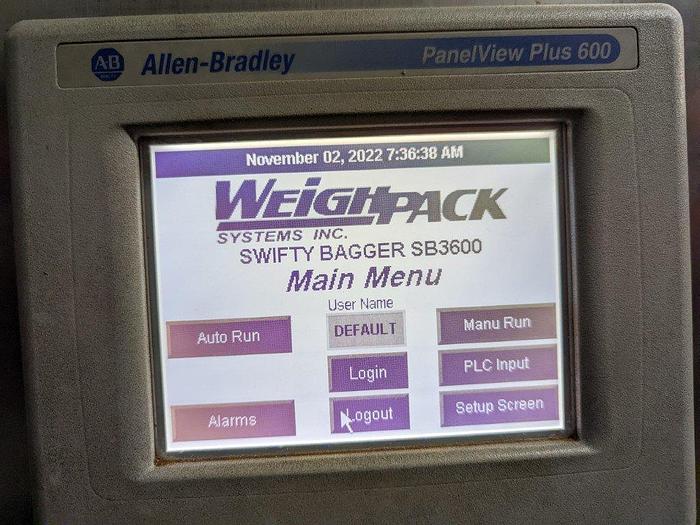 AB Allen-Bradley PanelView Plus 600
November 02, 2022 7:36:38 AM
WEIGHPACK
SYSTEMS INC.
SWIFTY BAGGER SB3600
Main Menu
User Name
Auto Run DEFAULT Manu Run
Login PLC Input
Alarms Logout Setup Screen